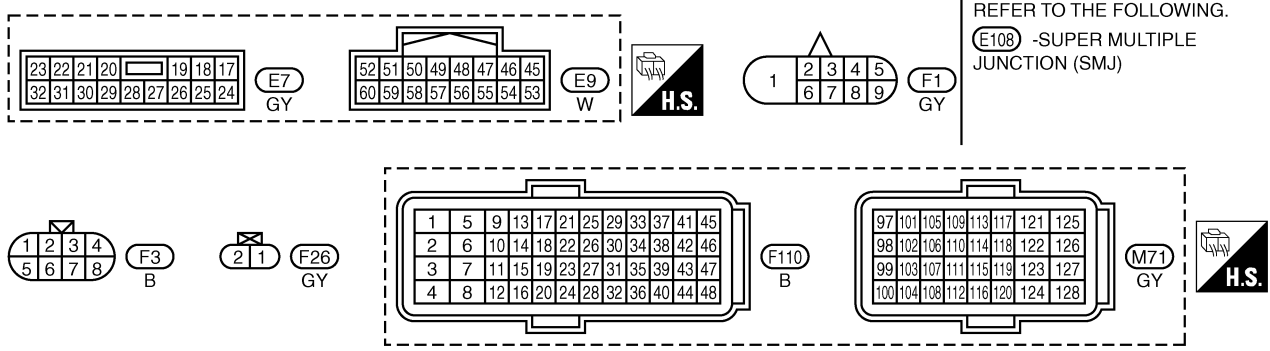 REFER TO THE FOLLOWING.
E108 -SUPER MULTIPLE
JUNCTION (SMJ)
23 22 21 20 19 18 17
32 31 30 29 28 27 26 25 24
E7
GY
52 51 50 49 48 47 46 45
60 59 58 57 56 55 54 53
E9
W
H.S.
1 2 3 4 5
6 7 8 9
F1
GY
1 2 3 4
5 6 7 8
F3
B
2 1
F26
GY
1 5 9 13 17 21 25 29 33 37 41 45
2 6 10 14 18 22 26 30 34 38 42 46
3 7 11 15 19 23 27 31 35 39 43 47
4 8 12 16 20 24 28 32 36 40 44 48
F110
B
97 101 105 109 113 117 121 125
98 102 106 110 114 118 122 126
99 103 107 111 115 119 123 127
100 104 108 112 116 120 124 128
M71
GY
H.S.